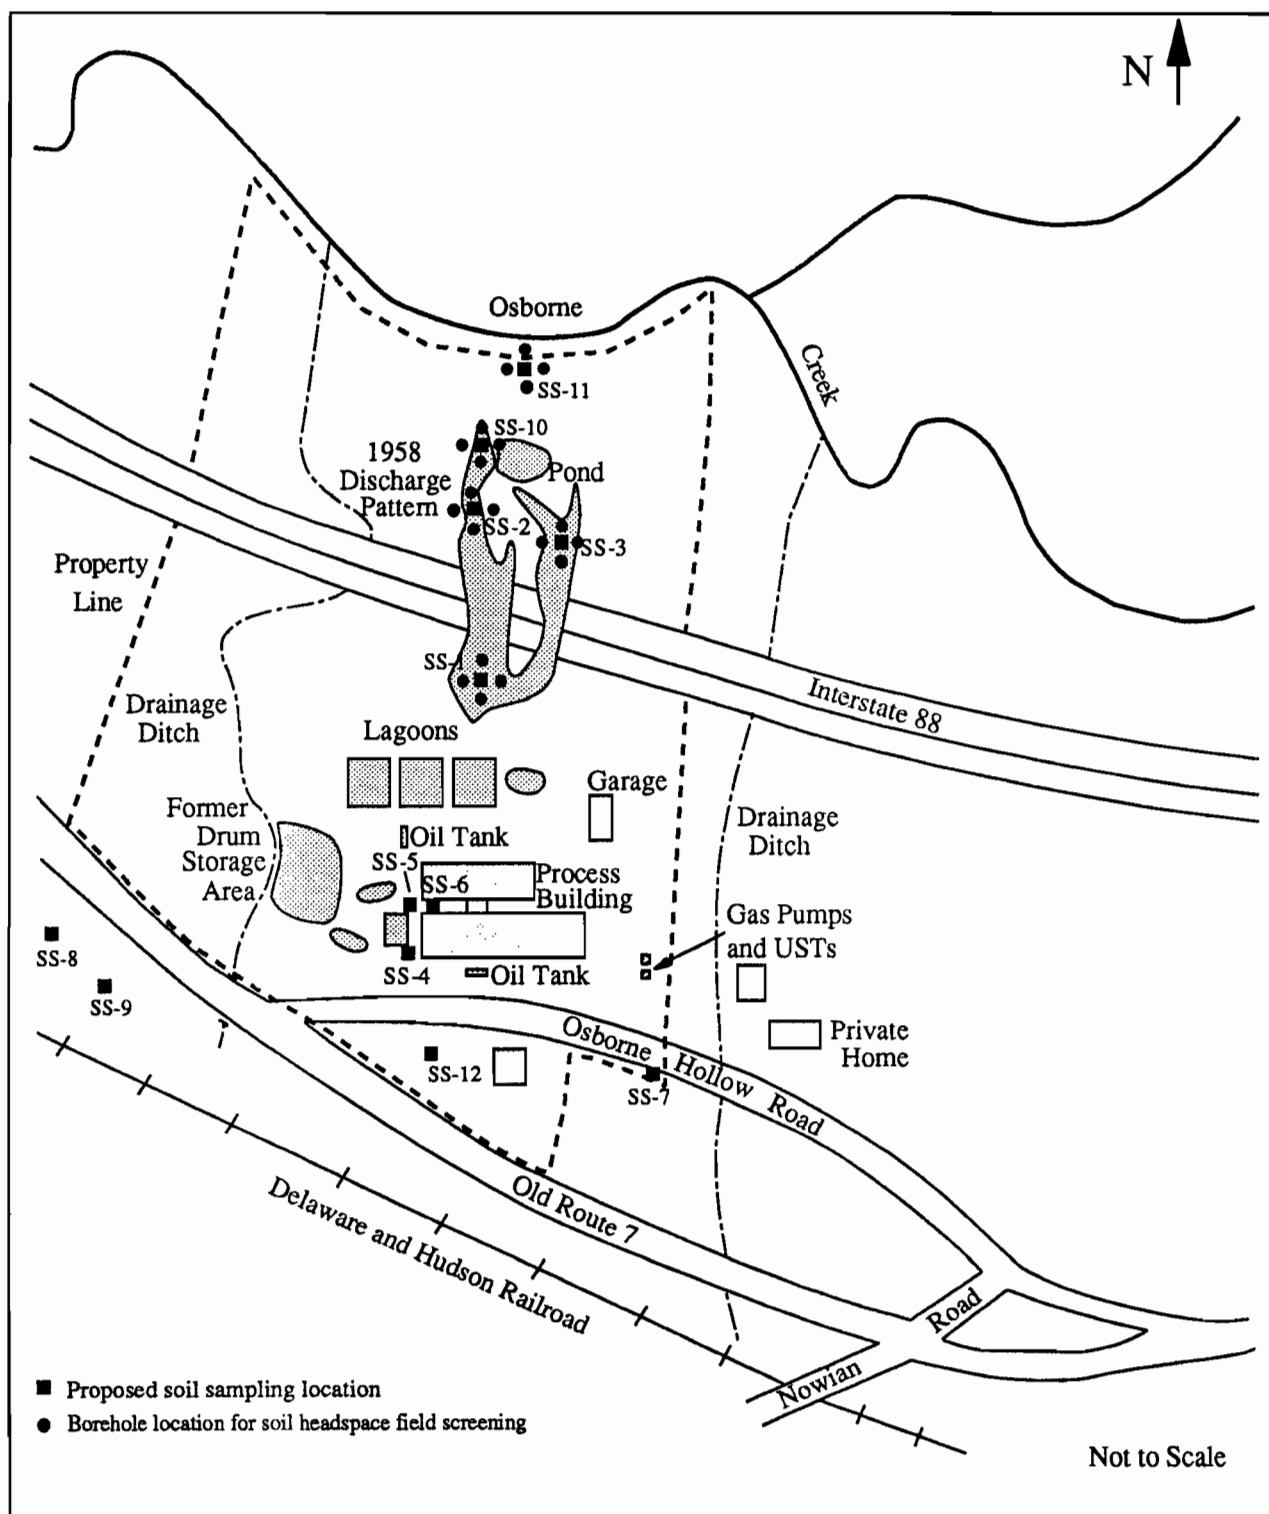 N
Osborne
Creek
SS-11
SS-10
1958
Discharge
Pattern
Pond
SS-2
SS-3
Property
Line
SS-1
Interstate 88
Drainage
Ditch
Lagoons
Garage
Former
Drum
Storage
Area
Oil Tank
Drainage
Ditch
SS-5
SS-6
Process
Building
Gas Pumps
and USTs
SS-8
SS-4
Oil Tank
SS-9
Osborne Hollow Road
Private
Home
SS-12
SS-7
Old Route 7
Delaware and Hudson Railroad
Nowian Road
Proposed soil sampling location
Borehole location for soil headspace field screening
Not to Scale